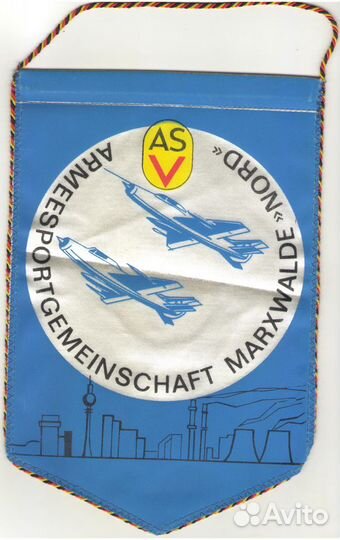 ASV
ARMEESPORTGEMEINSCHAFT MARXWALDE «NORD»
Avito